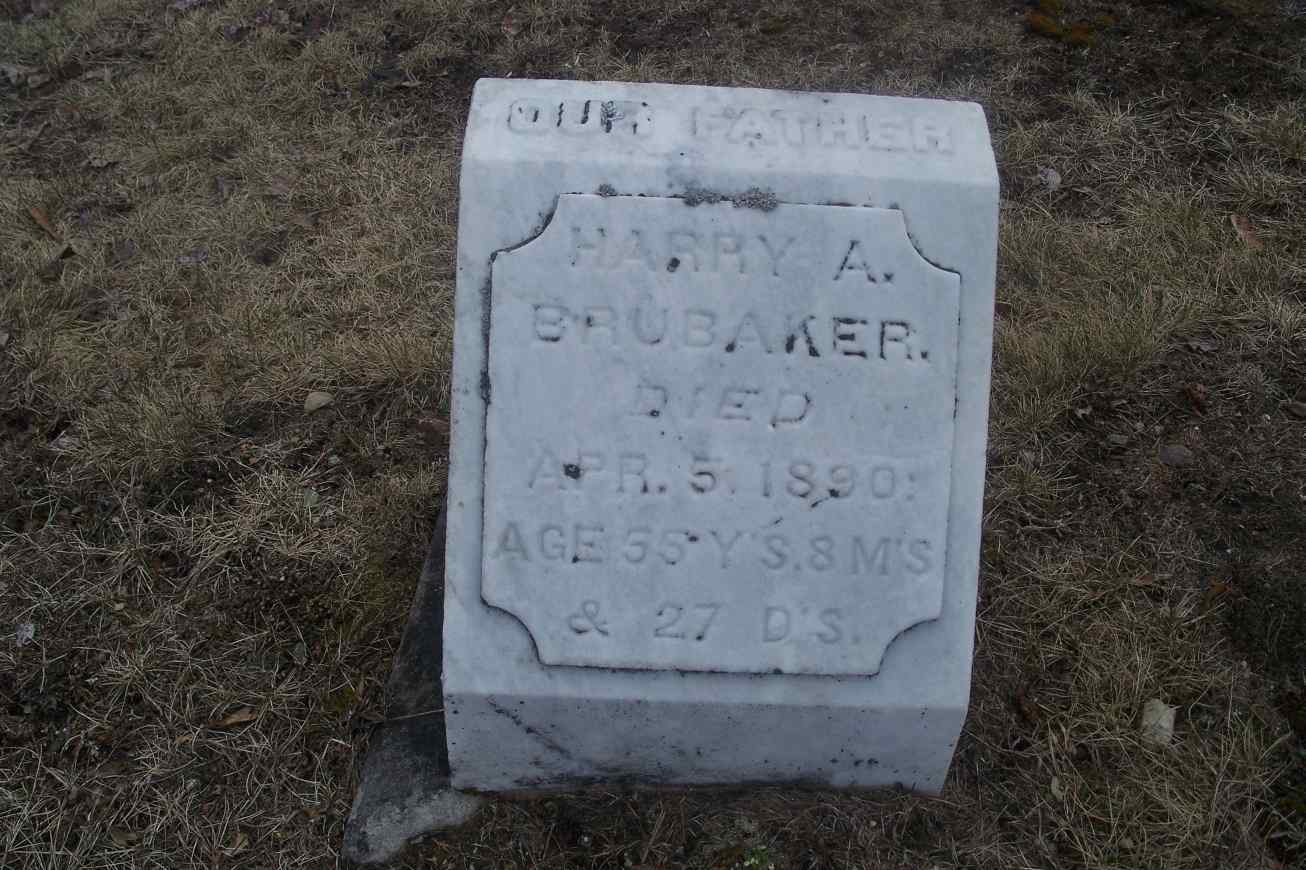 OUR FATHER
HARRY A.
BRUBAKER.
DIED
APR. 5, 1890:
AGE 55 Y'S. 8 M'S
& 27 D'S.